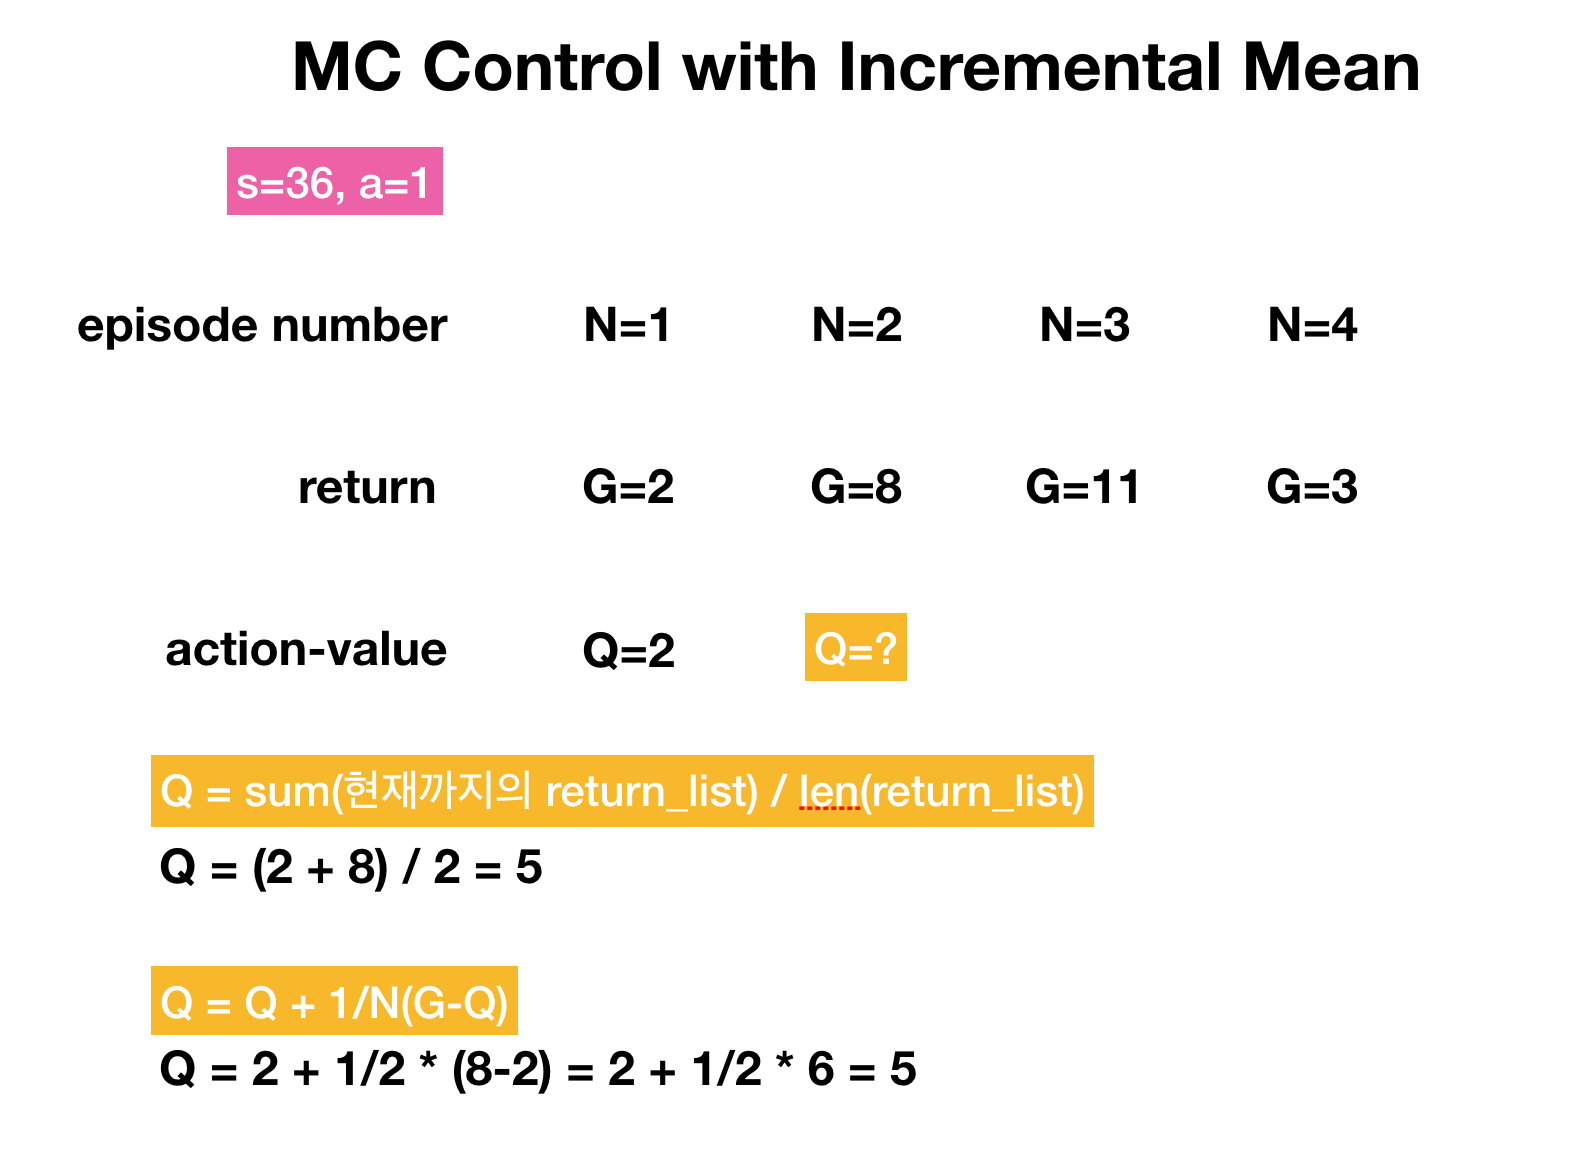 MC Control with Incremental Mean
s=36, a=1
episode number N=1 N=2 N=3 N=4
return G=2 G=8 G=11 G=3
action-value Q=2 Q=?
Q = sum(현재까지의 return_list) / len(return_list)
Q = (2 + 8) / 2 = 5
Q = Q + 1/N(G-Q)
Q = 2 + 1/2 * (8-2) = 2 + 1/2 * 6 = 5